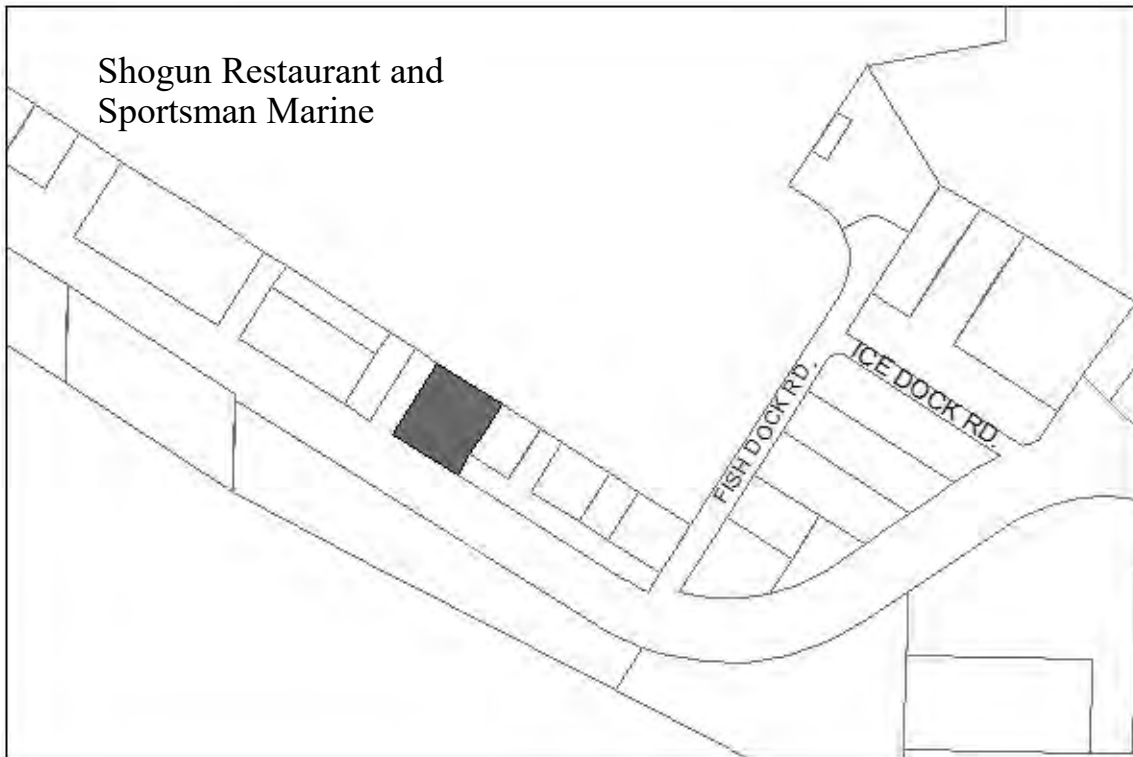 Shogun Restaurant and
Sportsman Marine
ICE DOCK RD.
FISH DOCK RD.